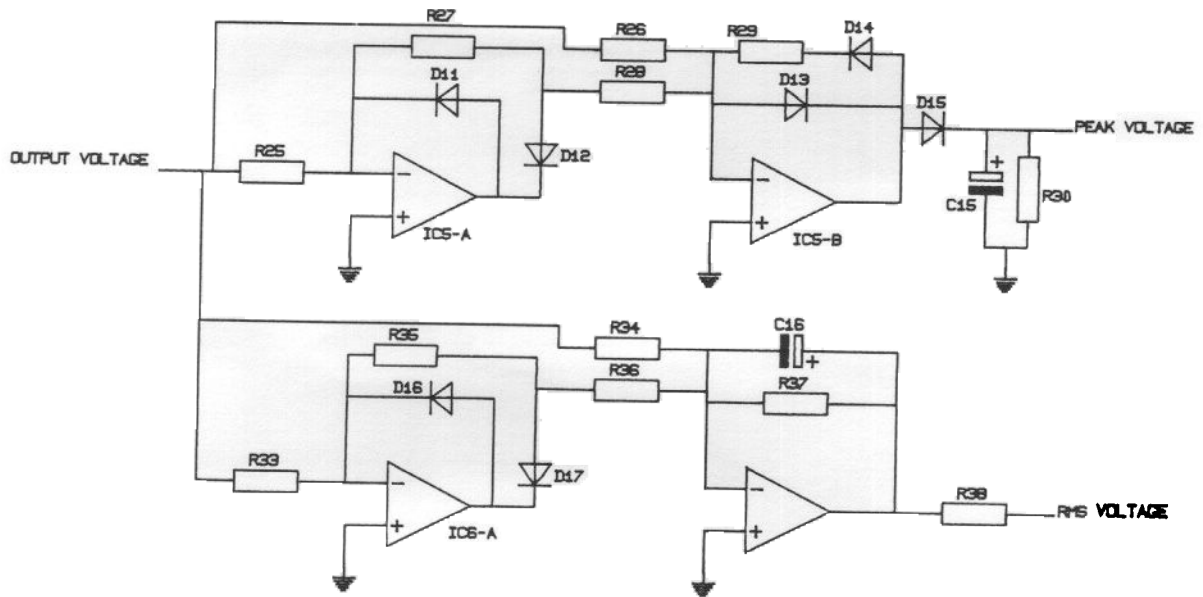 R27
R26
R29
D14
D11
R28
D13
D15
PEAK VOLTAGE
OUTPUT VOLTAGE
R25
D12
-
+
IC5-A
-
+
IC5-B
+
C15
R30
R35
R34
C16
+
D16
R36
R37
R33
-
+
D17
IC6-A
-
+
R38
RMS VOLTAGE